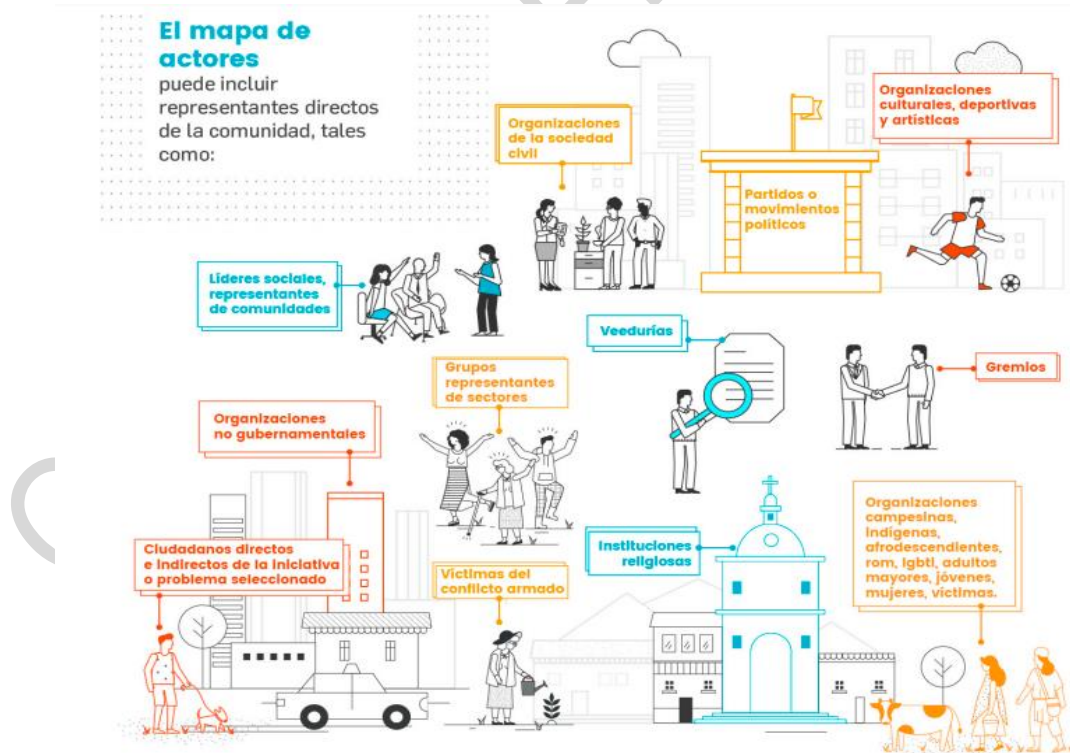 El mapa de
actores
puede incluir
representantes directos
de la comunidad, tales
como:
Organizaciones
de la sociedad
civil
Partidos o
movimientos
políticos
Organizaciones
culturales, deportivas
y artísticas
Líderes sociales,
representantes
de comunidades
Veedurías
Gremios
Grupos
representantes
de sectores
Organizaciones
no gubernamentales
Ciudadanos directos
e indirectos de la iniciativa
o problema seleccionado
Víctimas del
conflicto armado
Instituciones
religiosas
Organizaciones
campesinas,
indígenas,
afrodescendientes,
rom, lgbti, adultos
mayores, jóvenes,
mujeres, víctimas.